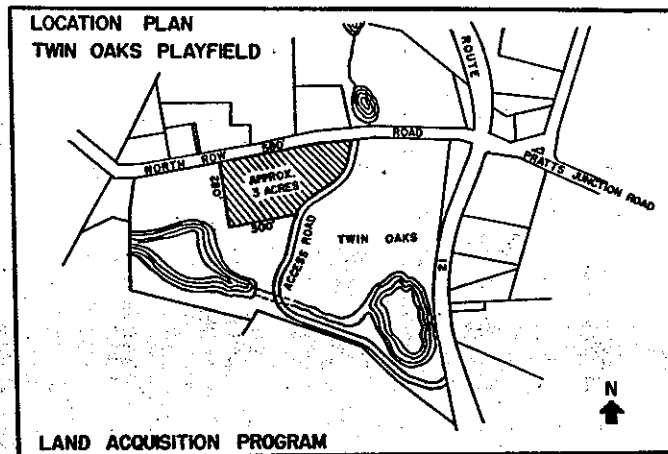 LOCATION PLAN
TWIN OAKS PLAYFIELD
ROUTE
ROAD
NORTH ROW
580'
PRATTS JUNCTION ROAD
APPROX.
3 ACRES
280'
500'
ACCESS ROAD
TWIN OAKS
12
N
LAND ACQUISITION PROGRAM